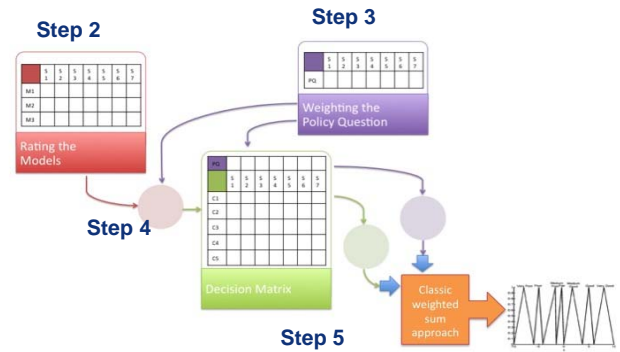 Step 2
Step 3
S S S S S S S
1 2 3 4 5 6 7
M1
M2
M3
Rating the
Models
S S S S S S S
1 2 3 4 5 6 7
PQ
Weighting the
Policy Question
Step 4
PQ
S S S S S S S
1 2 3 4 5 6 7
C1
C2
C3
C4
C5
Decision Matrix
Classic
weighted
sum
approach
Step 5